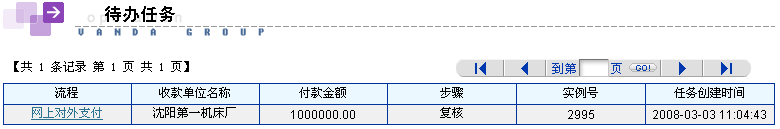 待办任务
VANDA GROUP
【共 1 条记录 第 1 页 共 1 页】 到第 页 GO!
流程 收款单位名称 付款金额 步骤 实例号 任务创建时间
网上对外支付 沈阳第一机床厂 1000000.00 复核 2995 2008-03-03 11:04:43